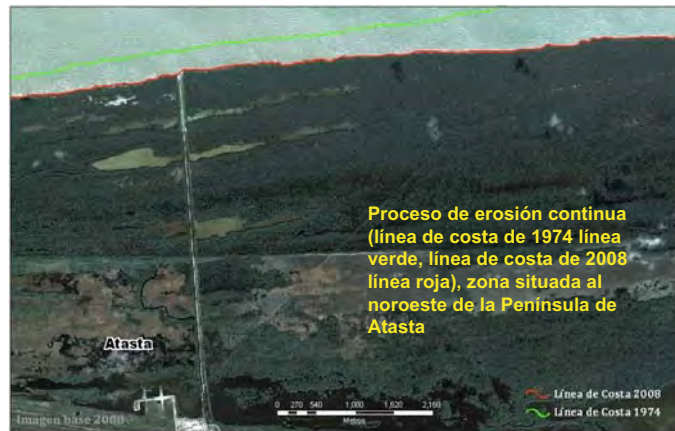 Proceso de erosión continua
(línea de costa de 1974 línea
verde, línea de costa de 2008
línea roja), zona situada al
noroeste de la Península de
Atasta
Atasta
0 270 540 1,080 1,620 2,160
Metros
Línea de Costa 2008
Línea de Costa 1974
Imagen base 2000